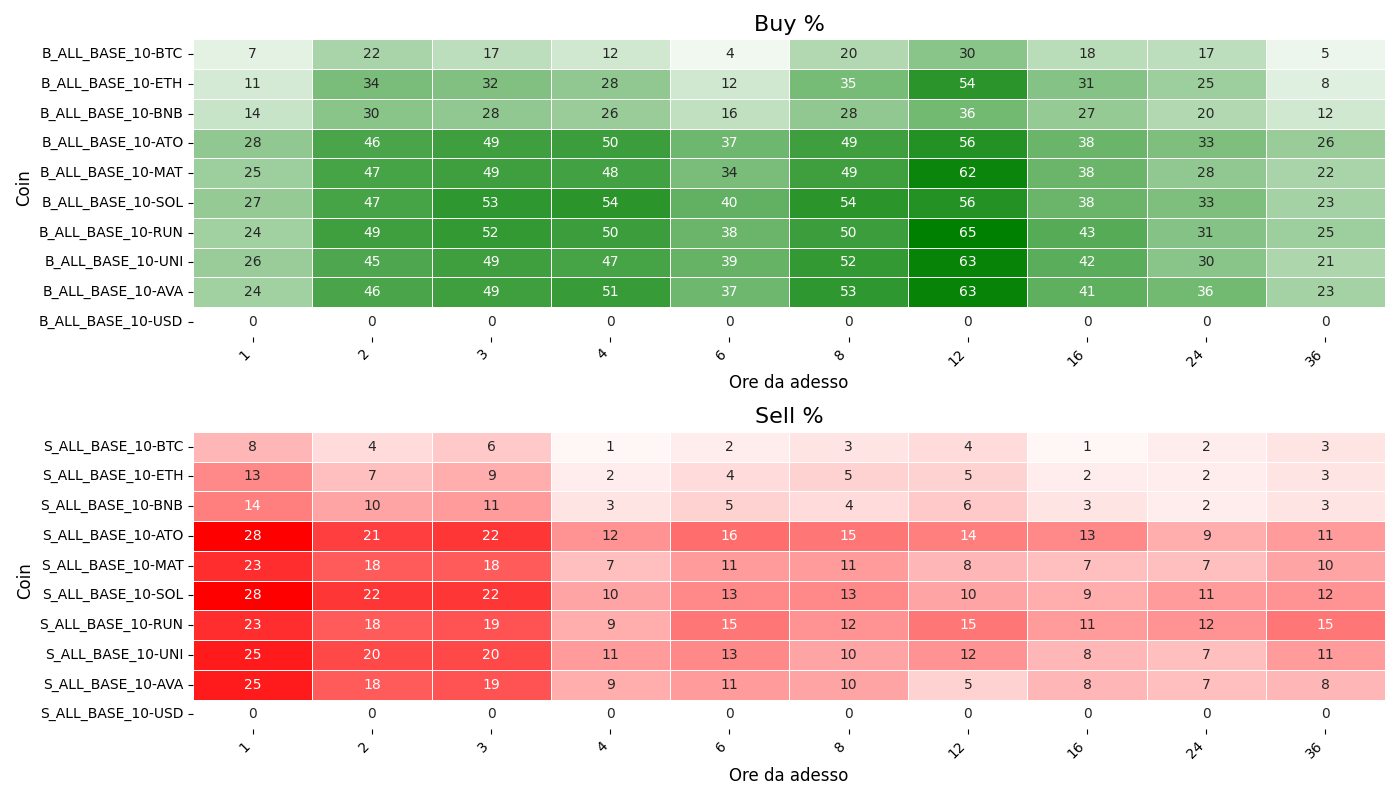 Buy %
Coin
B_ALL_BASE_10-BTC 7 22 17 12 4 20 30 18 17 5
B_ALL_BASE_10-ETH 11 34 32 28 12 35 54 31 25 8
B_ALL_BASE_10-BNB 14 30 28 26 16 28 36 27 20 12
B_ALL_BASE_10-ATO 28 46 49 50 37 49 56 38 33 26
B_ALL_BASE_10-MAT 25 47 49 48 34 49 62 38 28 22
B_ALL_BASE_10-SOL 27 47 53 54 40 54 56 38 33 23
B_ALL_BASE_10-RUN 24 49 52 50 38 50 65 43 31 25
B_ALL_BASE_10-UNI 26 45 49 47 39 52 63 42 30 21
B_ALL_BASE_10-AVA 24 46 49 51 37 53 63 41 36 23
B_ALL_BASE_10-USD 0 0 0 0 0 0 0 0 0 0
1 2 3 4 6 8 12 16 24 36
Ore da adesso
Sell %
Coin
S_ALL_BASE_10-BTC 8 4 6 1 2 3 4 1 2 3
S_ALL_BASE_10-ETH 13 7 9 2 4 5 5 2 2 3
S_ALL_BASE_10-BNB 14 10 11 3 5 4 6 3 2 3
S_ALL_BASE_10-ATO 28 21 22 12 16 15 14 13 9 11
S_ALL_BASE_10-MAT 23 18 18 7 11 11 8 7 7 10
S_ALL_BASE_10-SOL 28 22 22 10 13 13 10 9 11 12
S_ALL_BASE_10-RUN 23 18 19 9 15 12 15 11 12 15
S_ALL_BASE_10-UNI 25 20 20 11 13 10 12 8 7 11
S_ALL_BASE_10-AVA 25 18 19 9 11 10 5 8 7 8
S_ALL_BASE_10-USD 0 0 0 0 0 0 0 0 0 0
1 2 3 4 6 8 12 16 24 36
Ore da adesso